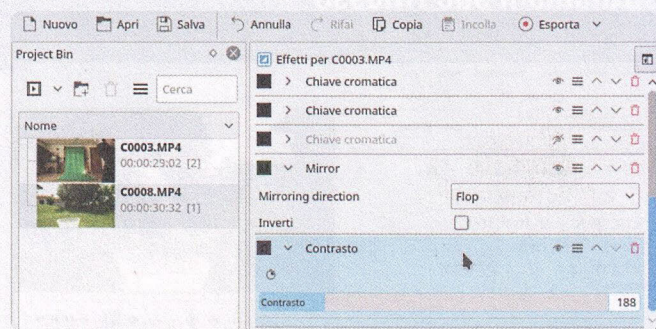 Nuovo Apri Salva Annulla Rifai Copia Incolla Esporta
Project Bin
Cerca
Nome
C0003.MP4
00:00:29;02 [2]
C0008.MP4
00:00:30;32 [1]
Effetti per C0003.MP4
Chiave cromatica
Chiave cromatica
Chiave cromatica
Mirror
Mirroring direction Flop
Inverti
Contrasto
Contrasto 188